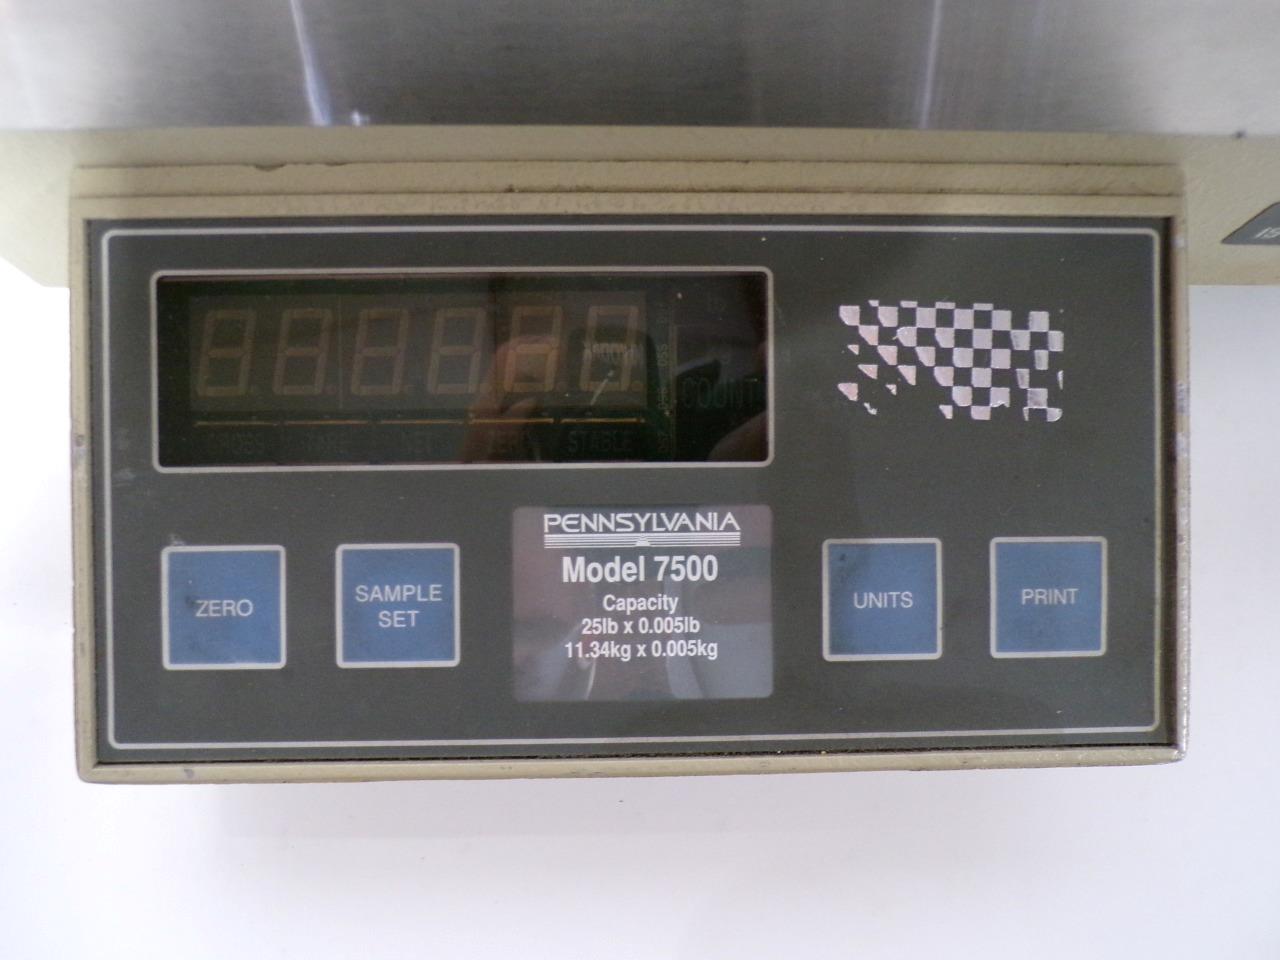 COUNT
GROSS TARE NET ZERO STABLE
PENNSYLVANIA
Model 7500
Capacity
25lb x 0.005lb
11.34kg x 0.005kg
ZERO
SAMPLE
SET
UNITS
PRINT